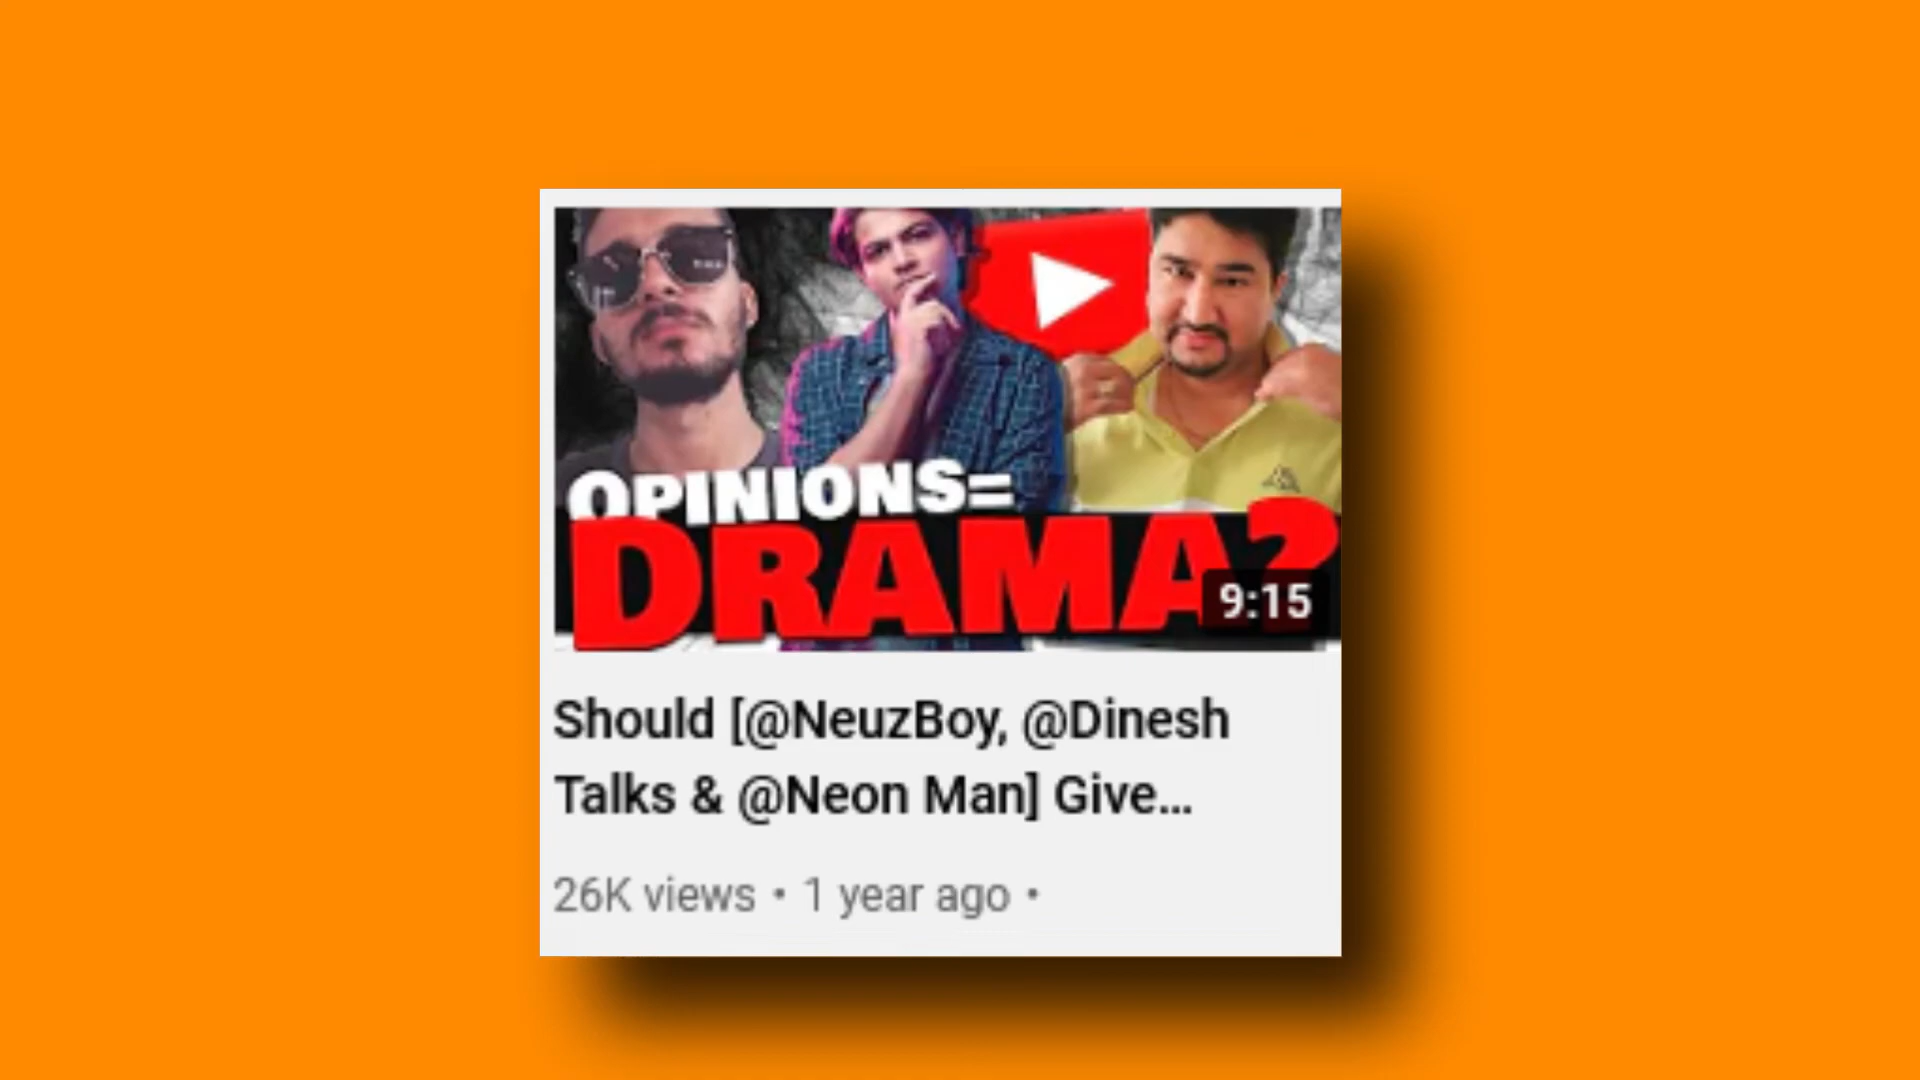 OPINIONS=
DRAMA?
9:15
Should [@NeuzBoy, @Dinesh
Talks & @Neon Man] Give...
26K views • 1 year ago •